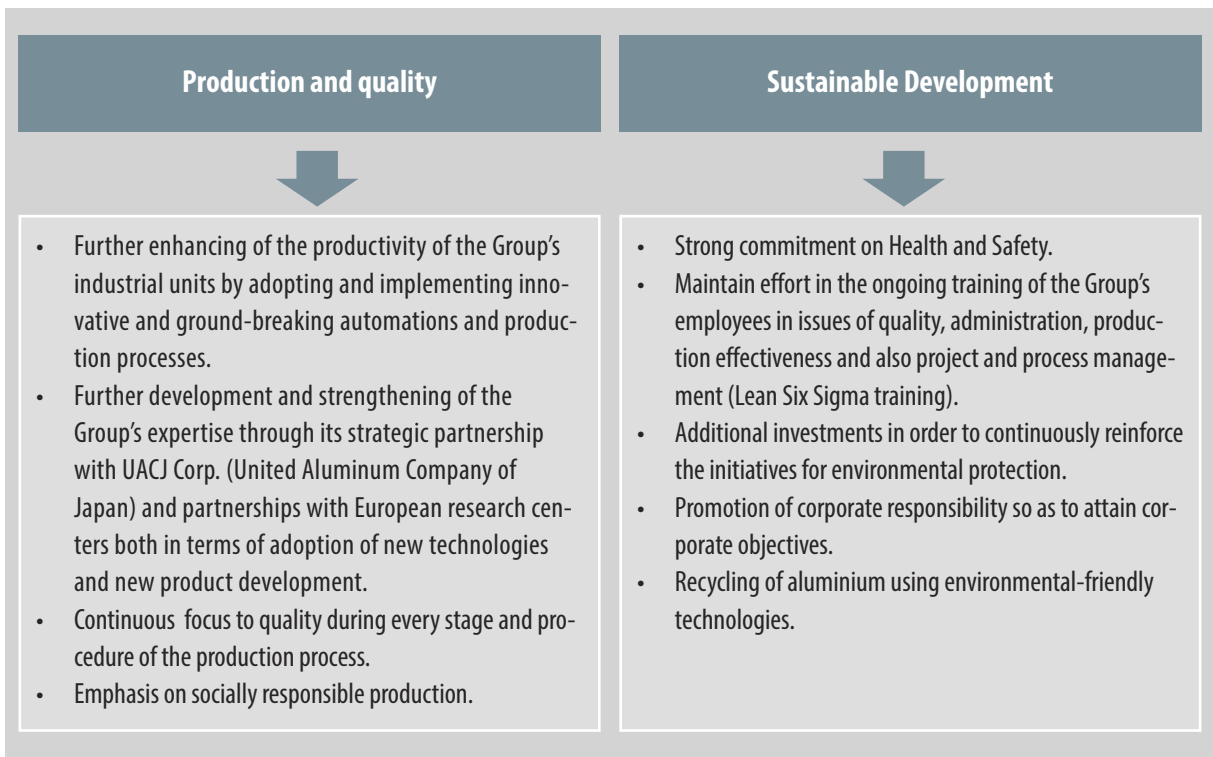 Production and quality
• Further enhancing of the productivity of the Group's
industrial units by adopting and implementing inno-
vative and ground-breaking automations and produc-
tion processes.
• Further development and strengthening of the
Group's expertise through its strategic partnership
with UACJ Corp. (United Aluminum Company of
Japan) and partnerships with European research cen-
ters both in terms of adoption of new technologies
and new product development.
• Continuous  focus to quality during every stage and pro-
cedure of the production process.
• Emphasis on socially responsible production.
Sustainable Development
• Strong commitment on Health and Safety.
• Maintain effort in the ongoing training of the Group's
employees in issues of quality, administration, produc-
tion effectiveness and also project and process manage-
ment (Lean Six Sigma training).
• Additional investments in order to continuously reinforce
the initiatives for environmental protection.
• Promotion of corporate responsibility so as to attain cor-
porate objectives.
• Recycling of aluminium using environmental-friendly
technologies.